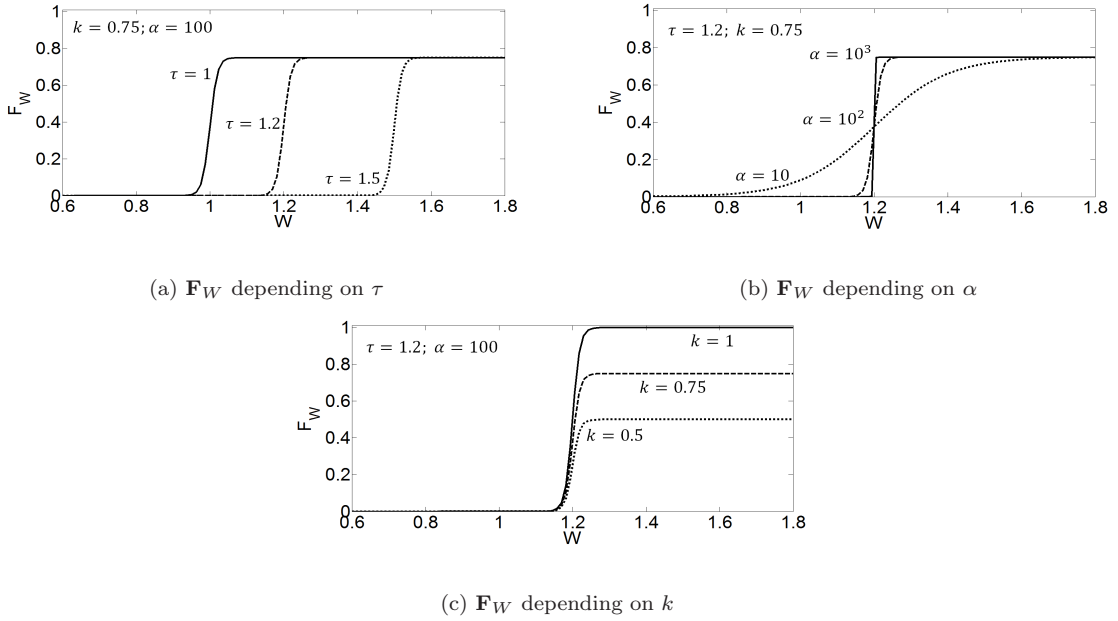 k = 0.75; α = 100
τ = 1
τ = 1.2
τ = 1.5
F_W
0 0.2 0.4 0.6 0.8 1
0.6 0.8 1 1.2 1.4 1.6 1.8
W
(a) F_W depending on τ
τ = 1.2; k = 0.75
α = 10³
α = 10²
α = 10
F_W
0 0.2 0.4 0.6 0.8 1
0.6 0.8 1 1.2 1.4 1.6 1.8
W
(b) F_W depending on α
τ = 1.2; α = 100
k = 1
k = 0.75
k = 0.5
F_W
0 0.2 0.4 0.6 0.8 1
0.6 0.8 1 1.2 1.4 1.6 1.8
W
(c) F_W depending on k